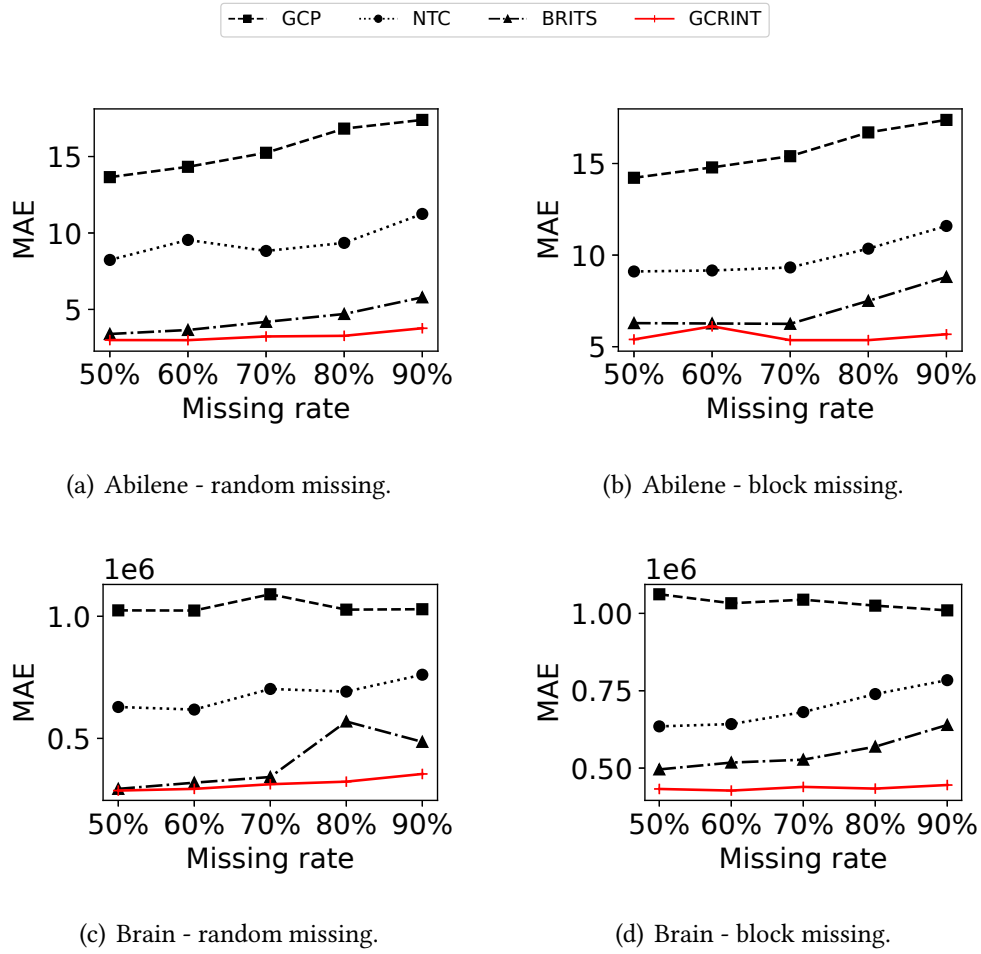 GCP NTC BRITS GCRINT
15
10
5
MAE
50% 60% 70% 80% 90%
Missing rate
(a) Abilene - random missing.
15
10
5
MAE
50% 60% 70% 80% 90%
Missing rate
(b) Abilene - block missing.
1e6
1.0
0.5
MAE
50% 60% 70% 80% 90%
Missing rate
(c) Brain - random missing.
1e6
1.00
0.75
0.50
MAE
50% 60% 70% 80% 90%
Missing rate
(d) Brain - block missing.